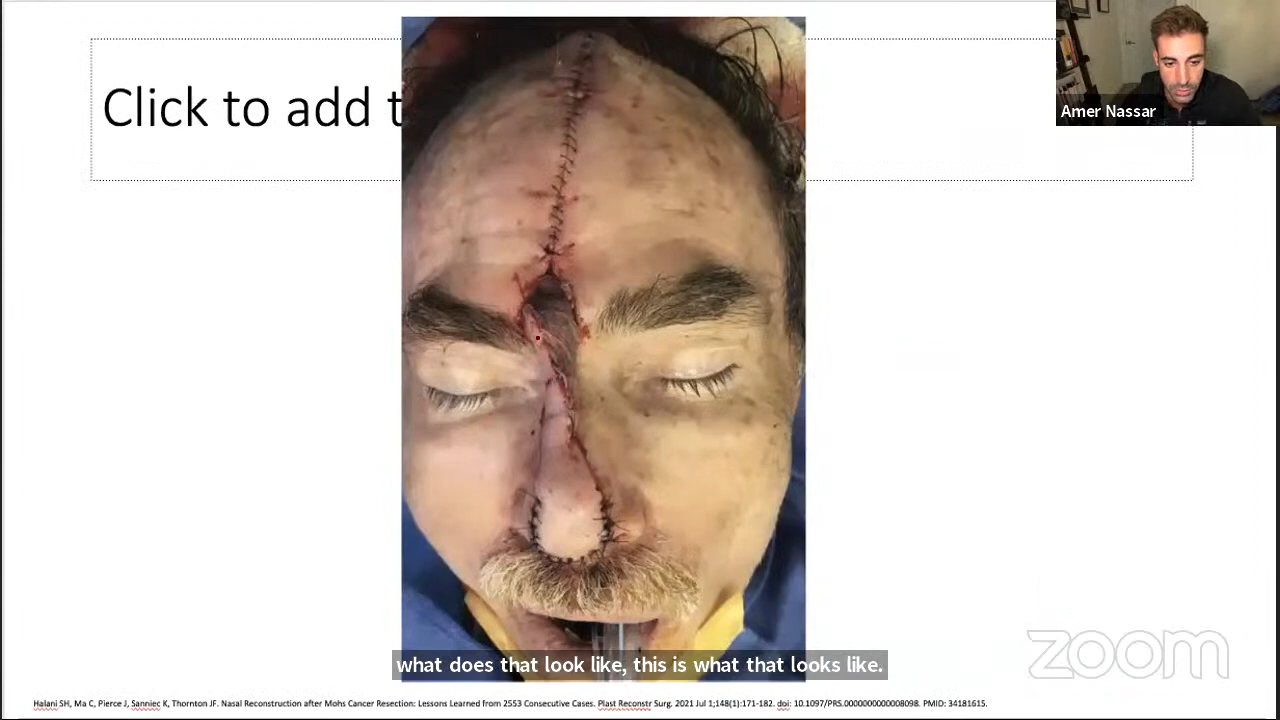 Click to add t
Amer Nassar
what does that look like, this is what that looks like.
zoom
Halani SH, Ma C, Pierce J, Sanniec K, Thornton JF. Nasal Reconstruction after Mohs Cancer Resection: Lessons Learned from 2553 Consecutive Cases. Plast Reconstr Surg. 2021 Jul 1;148(1):171-182. doi: 10.1097/PRS.0000000000008098. PMID: 34181615.